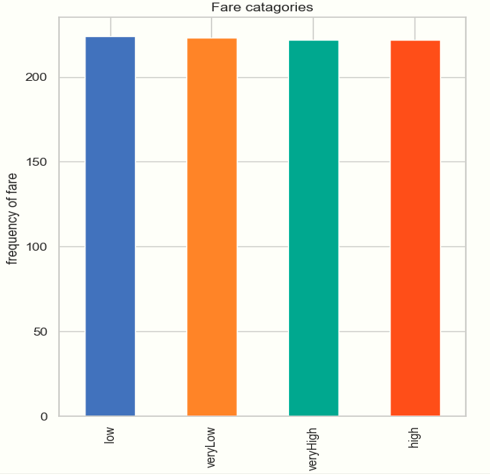 Fare catagories
frequency of fare
200
150
100
50
0
low
veryLow
veryHigh
high